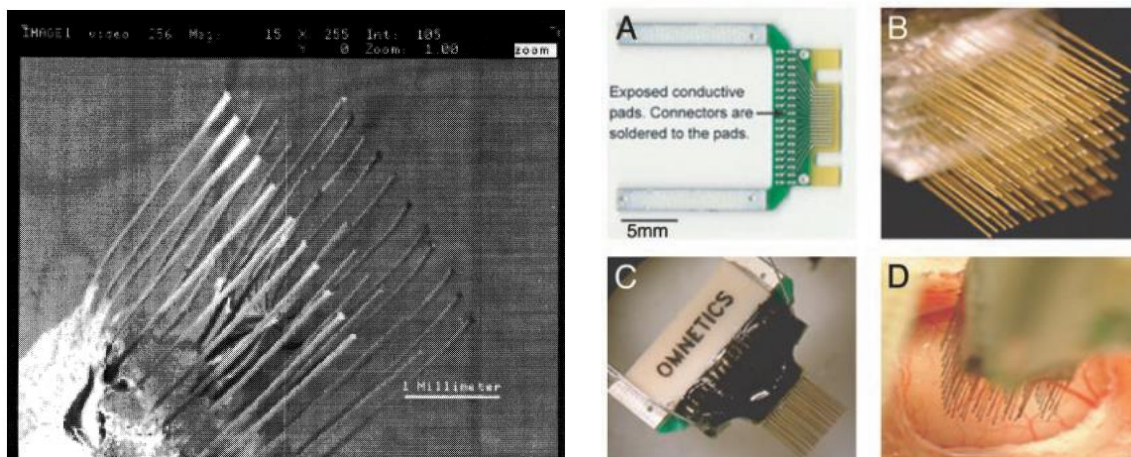 IMAGE1 video 256 Mag: 15 X: 255 Int: 105
Y: 0 Zoom: 1.00
zoom
1 Millimeter
A
Exposed conductive
pads. Connectors are
soldered to the pads.
5mm
B
C
OMNETICS
D